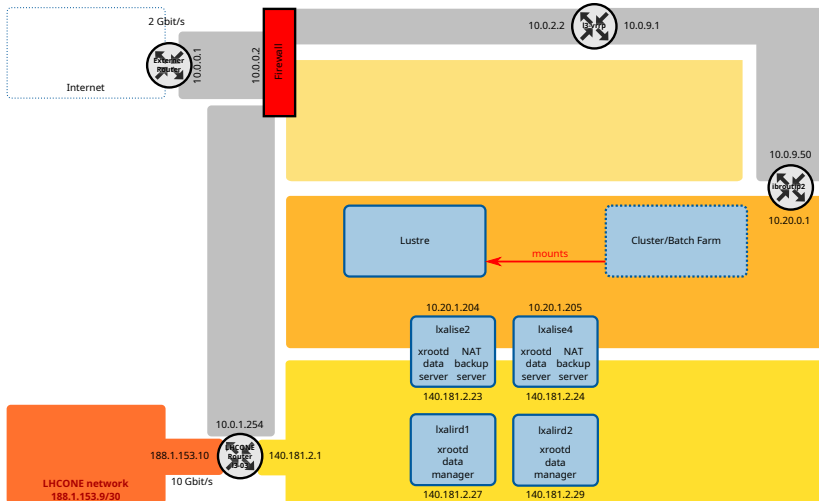 2 Gbit/s
Externer
Router
10.0.0.1
Internet
10.0.0.2
Firewall
10.0.2.2
l3-vrrp
10.0.9.1
10.0.9.50
10.20.0.1
Lustre
mounts
Cluster/Batch Farm
10.20.1.204
10.20.1.205
lxalise2
xrootd NAT
data backup
server server
140.181.2.23
lxalise4
xrootd NAT
data backup
server server
140.181.2.24
10.0.1.254
188.1.153.10
LHCONE
Router
140.181.2.1
10 Gbit/s
LHCONE network
188.1.153.9/30
lxalird1
xrootd
data
manager
140.181.2.27
lxalird2
xrootd
data
manager
140.181.2.29